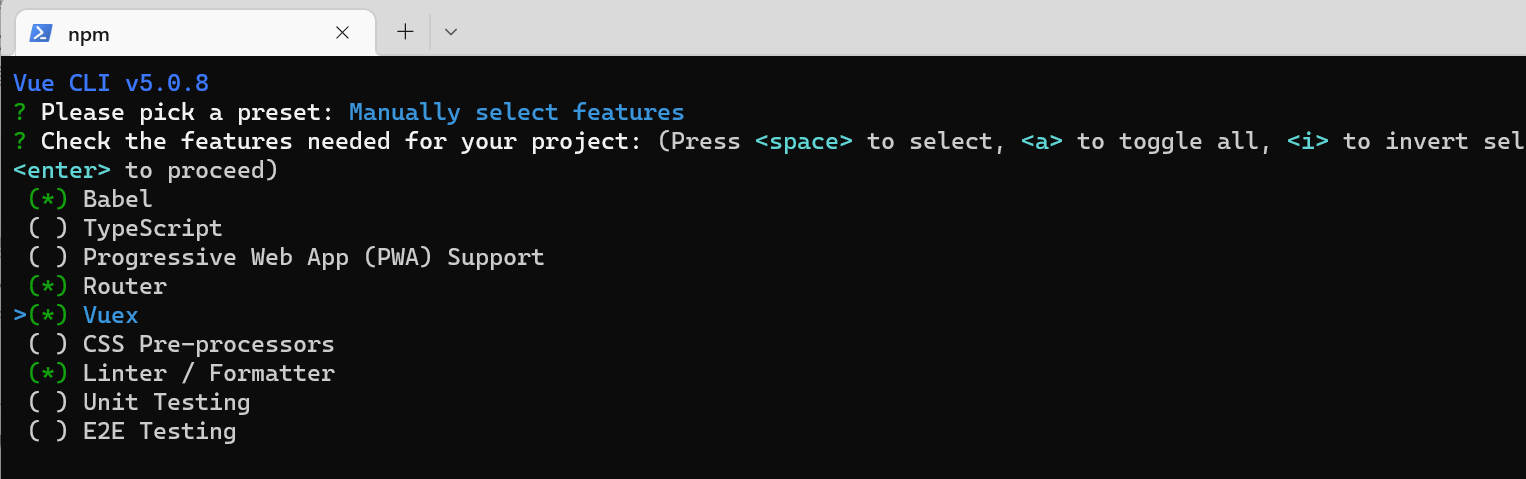 npm
Vue CLI v5.0.8
? Please pick a preset: Manually select features
? Check the features needed for your project: (Press <space> to select, <a> to toggle all, <i> to invert sel
<enter> to proceed)
(*) Babel
( ) TypeScript
( ) Progressive Web App (PWA) Support
(*) Router
>(*) Vuex
( ) CSS Pre-processors
(*) Linter / Formatter
( ) Unit Testing
( ) E2E Testing